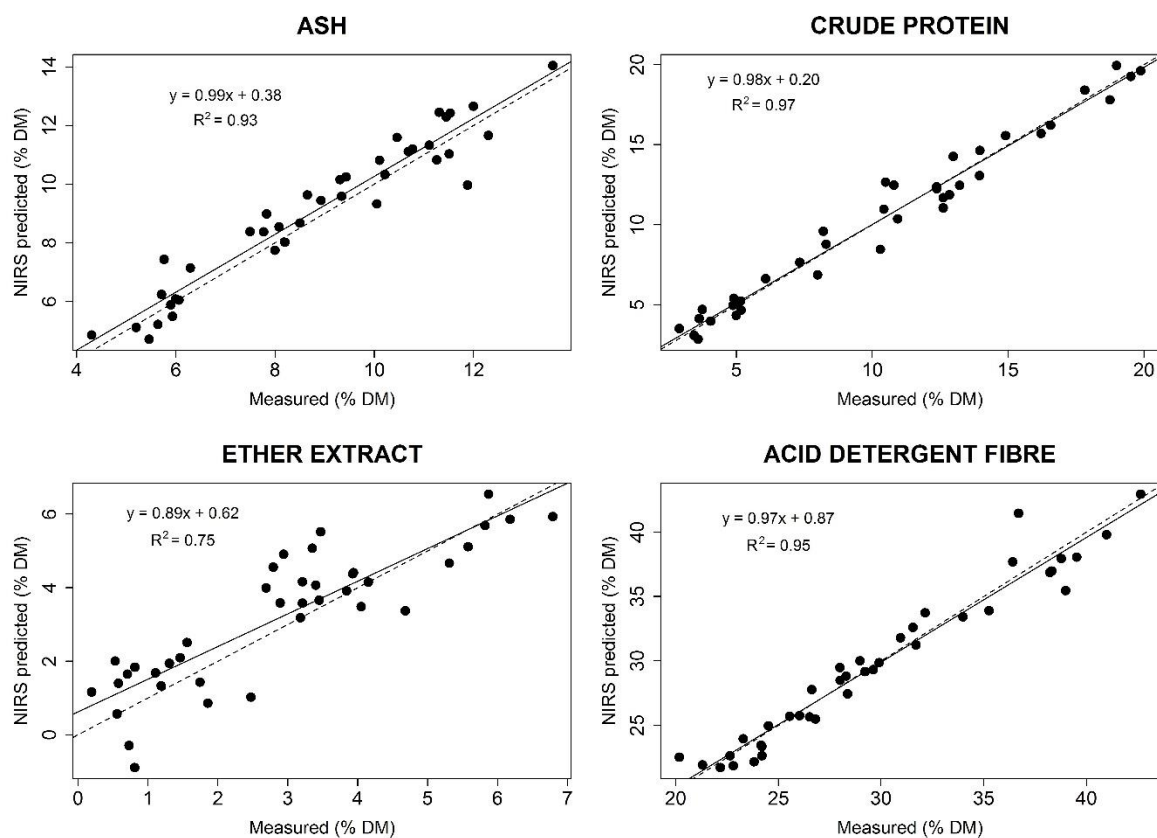 ASH
y = 0.99x + 0.38
R² = 0.93
NIRS predicted (% DM)
14
12
10
8
6
4 6 8 10 12
Measured (% DM)
CRUDE PROTEIN
y = 0.98x + 0.20
R² = 0.97
NIRS predicted (% DM)
20
15
10
5
5 10 15 20
Measured (% DM)
ETHER EXTRACT
y = 0.89x + 0.62
R² = 0.75
NIRS predicted (% DM)
6
4
2
0
0 1 2 3 4 5 6 7
Measured (% DM)
ACID DETERGENT FIBRE
y = 0.97x + 0.87
R² = 0.95
NIRS predicted (% DM)
40
35
30
25
20 25 30 35 40
Measured (% DM)